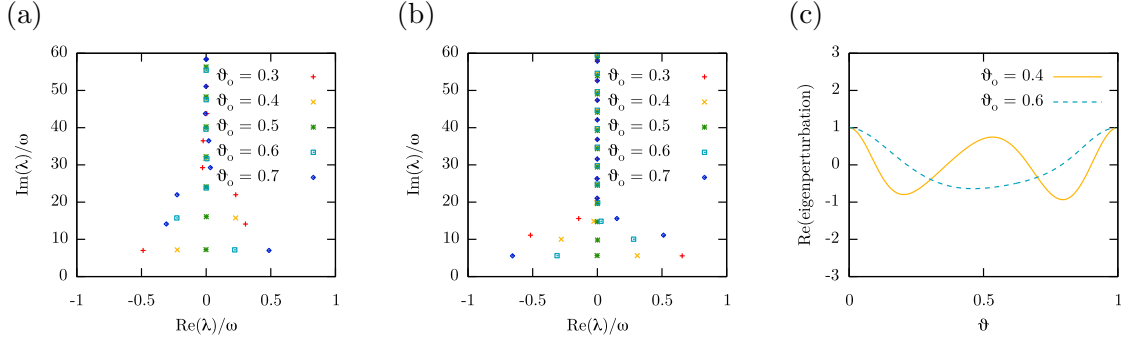 (a)
Im(λ)/ω
60
50
40
30
20
10
0
-1
-0.5
0
0.5
1
Re(λ)/ω
ϑo = 0.3
ϑo = 0.4
ϑo = 0.5
ϑo = 0.6
ϑo = 0.7
(b)
Im(λ)/ω
60
50
40
30
20
10
0
-1
-0.5
0
0.5
1
Re(λ)/ω
ϑo = 0.3
ϑo = 0.4
ϑo = 0.5
ϑo = 0.6
ϑo = 0.7
(c)
Re(eigenperturbation)
3
2
1
0
-1
-2
-3
0
0.5
1
ϑ
ϑo = 0.4
ϑo = 0.6